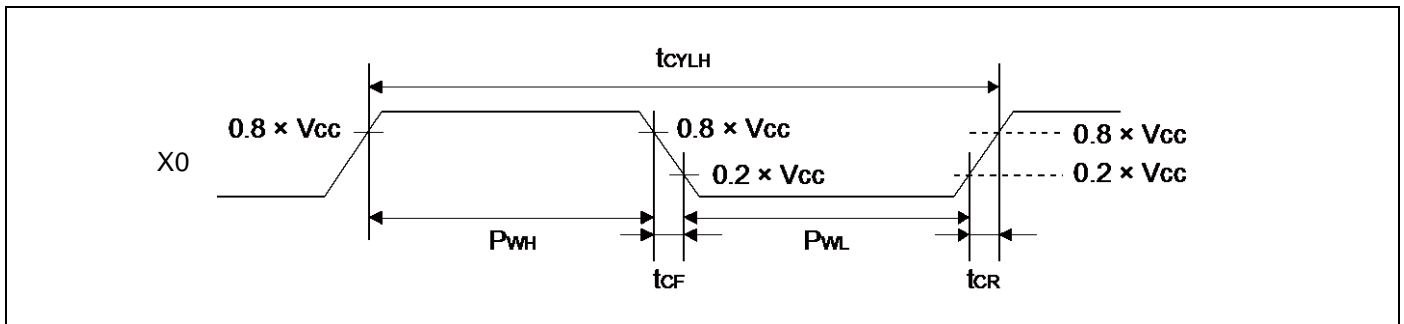 tCYLH
0.8 × Vcc
0.8 × Vcc
0.8 × Vcc
X0
0.2 × Vcc
0.2 × Vcc
PWH
PWL
tCF
tCR